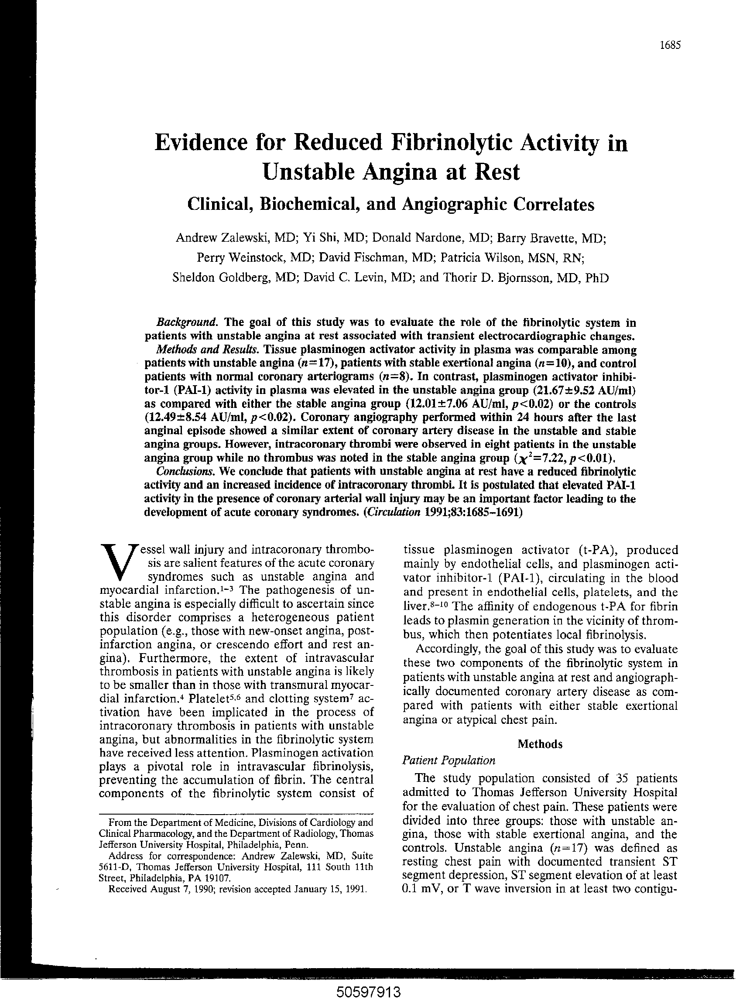 1685
Evidence for Reduced Fibrinolytic Activity in
Unstable Angina at Rest
Clinical, Biochemical, and Angiographic Correlates
Andrew Zalewski, MD; Yi Shi, MD; Donald Nardone, MD; Barry Bravette, MD;
Perry Weinstock, MD; David Fischman, MD; Patricia Wilson, MSN, RN;
Sheldon Goldberg, MD; David C. Levin, MD; and Thorir D. Bjornsson, MD, PhD
Background. The goal of this study was to evaluate the role of the fibrinolytic system in
patients with unstable angina at rest associated with transient electrocardiographic changes.
Methods and Results. Tissue plasminogen activator activity in plasma was comparable among
patients with unstable angina (n=17), patients with stable exertional angina (n=10), and control
patients with normal coronary arteriograms (n=8). In contrast, plasminogen activator inhibi-
tor-1 (PAI-1) activity in plasma was elevated in the unstable angina group (21.67±9.52 AU/ml)
as compared with either the stable angina group (12.01±7.06 AU/ml, p<0.02) or the controls
(12.49±8.54 AU/ml, p<0.02). Coronary angiography performed within 24 hours after the last
anginal episode showed a similar extent of coronary artery disease in the unstable and stable
angina groups. However, intracoronary thrombi were observed in eight patients in the unstable
angina group while no thrombus was noted in the stable angina group (χ²=7.22, p<0.01).
Conclusions. We conclude that patients with unstable angina at rest have a reduced fibrinolytic
activity and an increased incidence of intracoronary thrombi. It is postulated that elevated PAI-1
activity in the presence of coronary arterial wall injury may be an important factor leading to the
development of acute coronary syndromes. (Circulation 1991;83:1685–1691)
Vessel wall injury and intracoronary thrombo-
sis are salient features of the acute coronary
syndromes such as unstable angina and
myocardial infarction.1–3 The pathogenesis of un-
stable angina is especially difficult to ascertain since
this disorder comprises a heterogeneous patient
population (e.g., those with new-onset angina, post-
infarction angina, or crescendo effort and rest an-
gina). Furthermore, the extent of intravascular
thrombosis in patients with unstable angina is likely
to be smaller than in those with transmural myocar-
dial infarction.4 Platelet5,6 and clotting system7 ac-
tivation have been implicated in the process of
intracoronary thrombosis in patients with unstable
angina, but abnormalities in the fibrinolytic system
have received less attention. Plasminogen activation
plays a pivotal role in intravascular fibrinolysis,
preventing the accumulation of fibrin. The central
components of the fibrinolytic system consist of
From the Department of Medicine, Divisions of Cardiology and
Clinical Pharmacology, and the Department of Radiology, Thomas
Jefferson University Hospital, Philadelphia, Penn.
Address for correspondence: Andrew Zalewski, MD, Suite
5611-D, Thomas Jefferson University Hospital, 111 South 11th
Street, Philadelphia, PA 19107.
Received August 7, 1990; revision accepted January 15, 1991.
tissue plasminogen activator (t-PA), produced
mainly by endothelial cells, and plasminogen acti-
vator inhibitor-1 (PAI-1), circulating in the blood
and present in endothelial cells, platelets, and the
liver.8–10 The affinity of endogenous t-PA for fibrin
leads to plasmin generation in the vicinity of throm-
bus, which then potentiates local fibrinolysis.
Accordingly, the goal of this study was to evaluate
these two components of the fibrinolytic system in
patients with unstable angina at rest and angiograph-
ically documented coronary artery disease as com-
pared with patients with either stable exertional
angina or atypical chest pain.
Methods
Patient Population
The study population consisted of 35 patients
admitted to Thomas Jefferson University Hospital
for the evaluation of chest pain. These patients were
divided into three groups: those with unstable an-
gina, those with stable exertional angina, and the
controls. Unstable angina (n=17) was defined as
resting chest pain with documented transient ST
segment depression, ST segment elevation of at least
0.1 mV, or T wave inversion in at least two contigu-
50597913